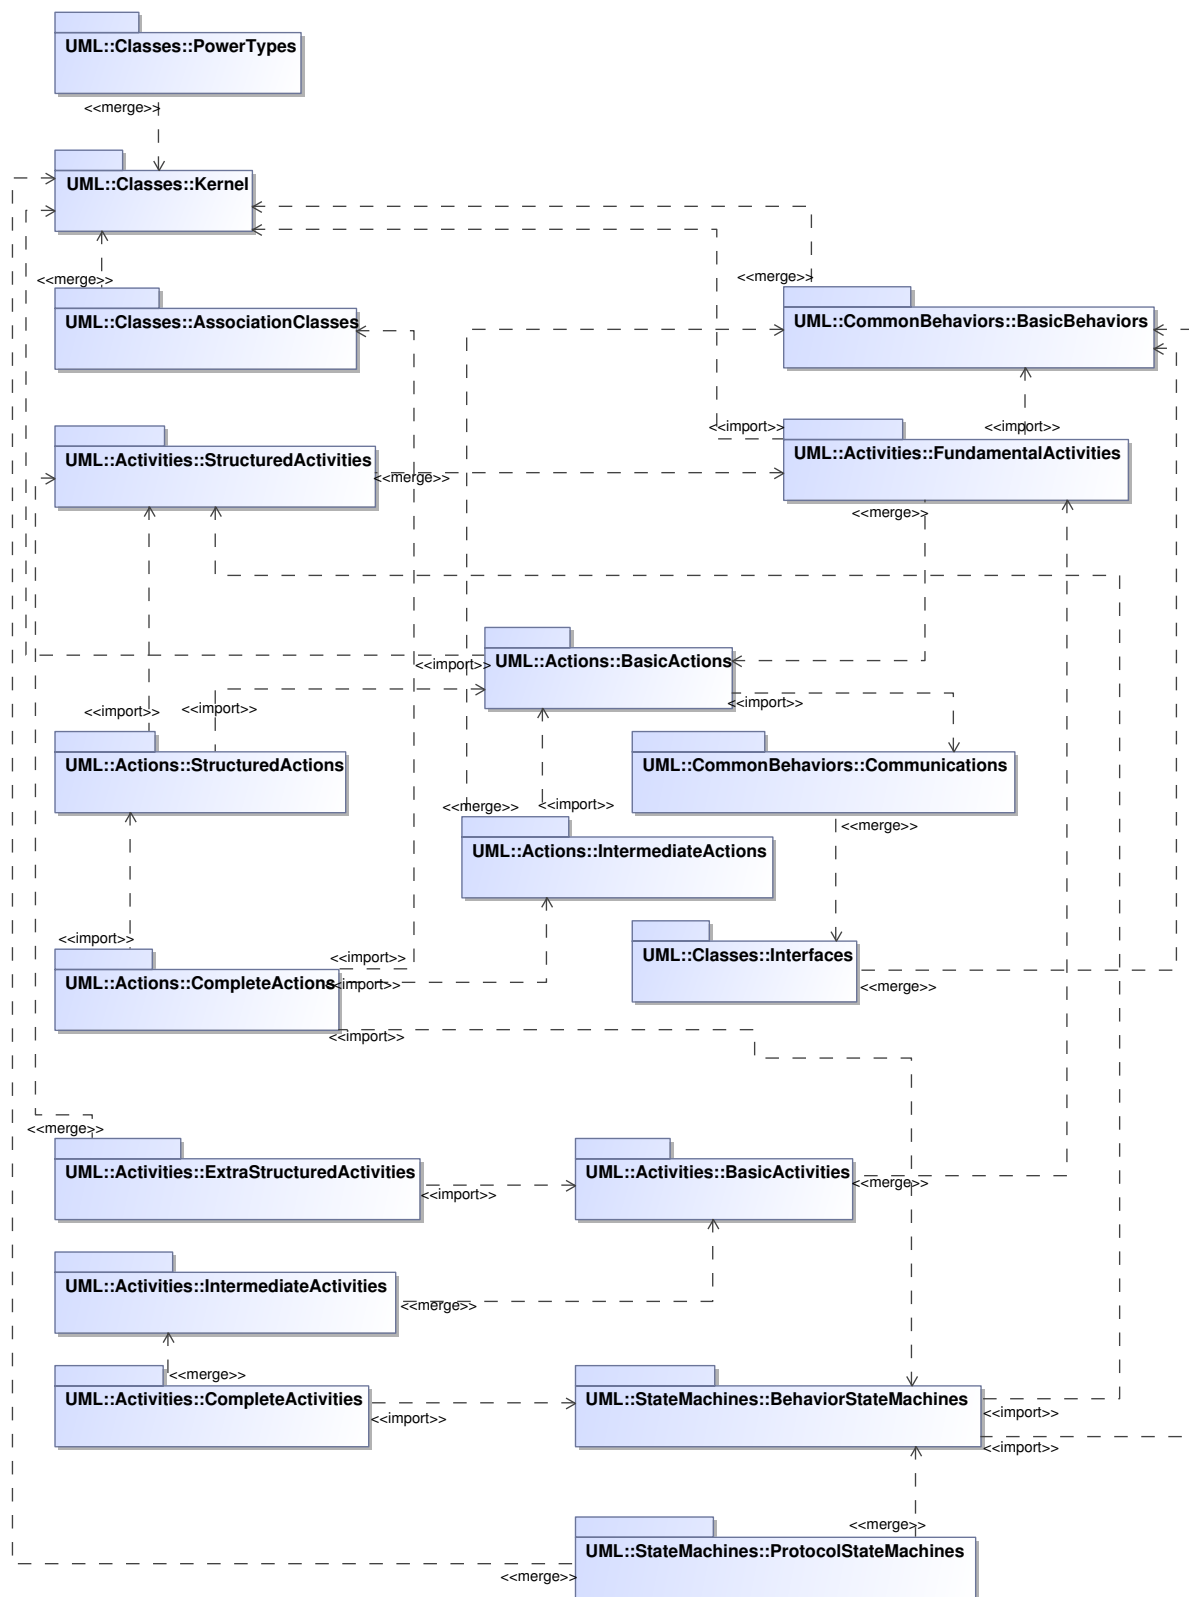 UML::Classes::PowerTypes
<<merge>>
UML::Classes::Kernel
<<merge>>
<<merge>>
UML::Classes::AssociationClasses
UML::CommonBehaviors::BasicBehaviors
<<import>>
<<import>>
UML::Activities::StructuredActivities
UML::Activities::FundamentalActivities
<<merge>>
<<merge>>
<<import>>
UML::Actions::BasicActions
<<import>>
<<import>>
<<import>>
UML::Actions::StructuredActions
UML::CommonBehaviors::Communications
<<merge>>
<<import>>
<<merge>>
UML::Actions::IntermediateActions
<<import>>
<<import>>
UML::Classes::Interfaces
UML::Actions::CompleteActions
<<import>>
<<merge>>
<<import>>
<<merge>>
UML::Activities::ExtraStructuredActivities
UML::Activities::BasicActivities
<<import>>
<<merge>>
UML::Activities::IntermediateActivities
<<merge>>
<<merge>>
UML::Activities::CompleteActivities
UML::StateMachines::BehaviorStateMachines
<<import>>
<<import>>
<<import>>
<<merge>>
UML::StateMachines::ProtocolStateMachines
<<merge>>